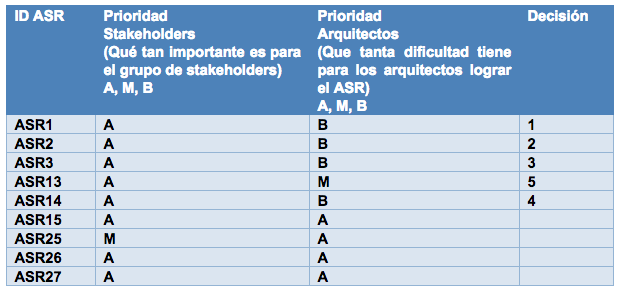 ID ASR Prioridad Stakeholders (Qué tan importante es para el grupo de stakeholders) A, M, B Prioridad Arquitectos (Que tanta dificultad tiene para los arquitectos lograr el ASR) A, M, B Decisión
ASR1 A B 1
ASR2 A B 2
ASR3 A B 3
ASR13 A M 5
ASR14 A B 4
ASR15 A A
ASR25 M A
ASR26 A A
ASR27 A A